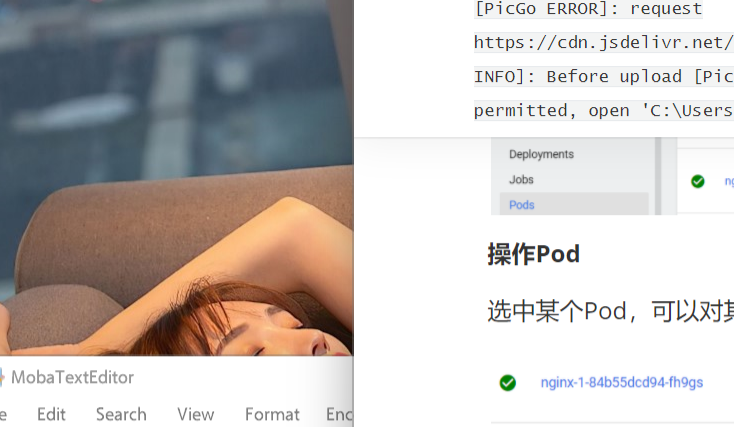 [PicGo ERROR]: request
https://cdn.jsdelivr.net/
INFO]: Before upload [Pic
permitted, open 'C:\Users
Deployments
Jobs
Pods
操作Pod
选中某个Pod，可以对
nginx-1-84b55dcd94-fh9gs
MobaTextEditor
Edit Search View Format Enc